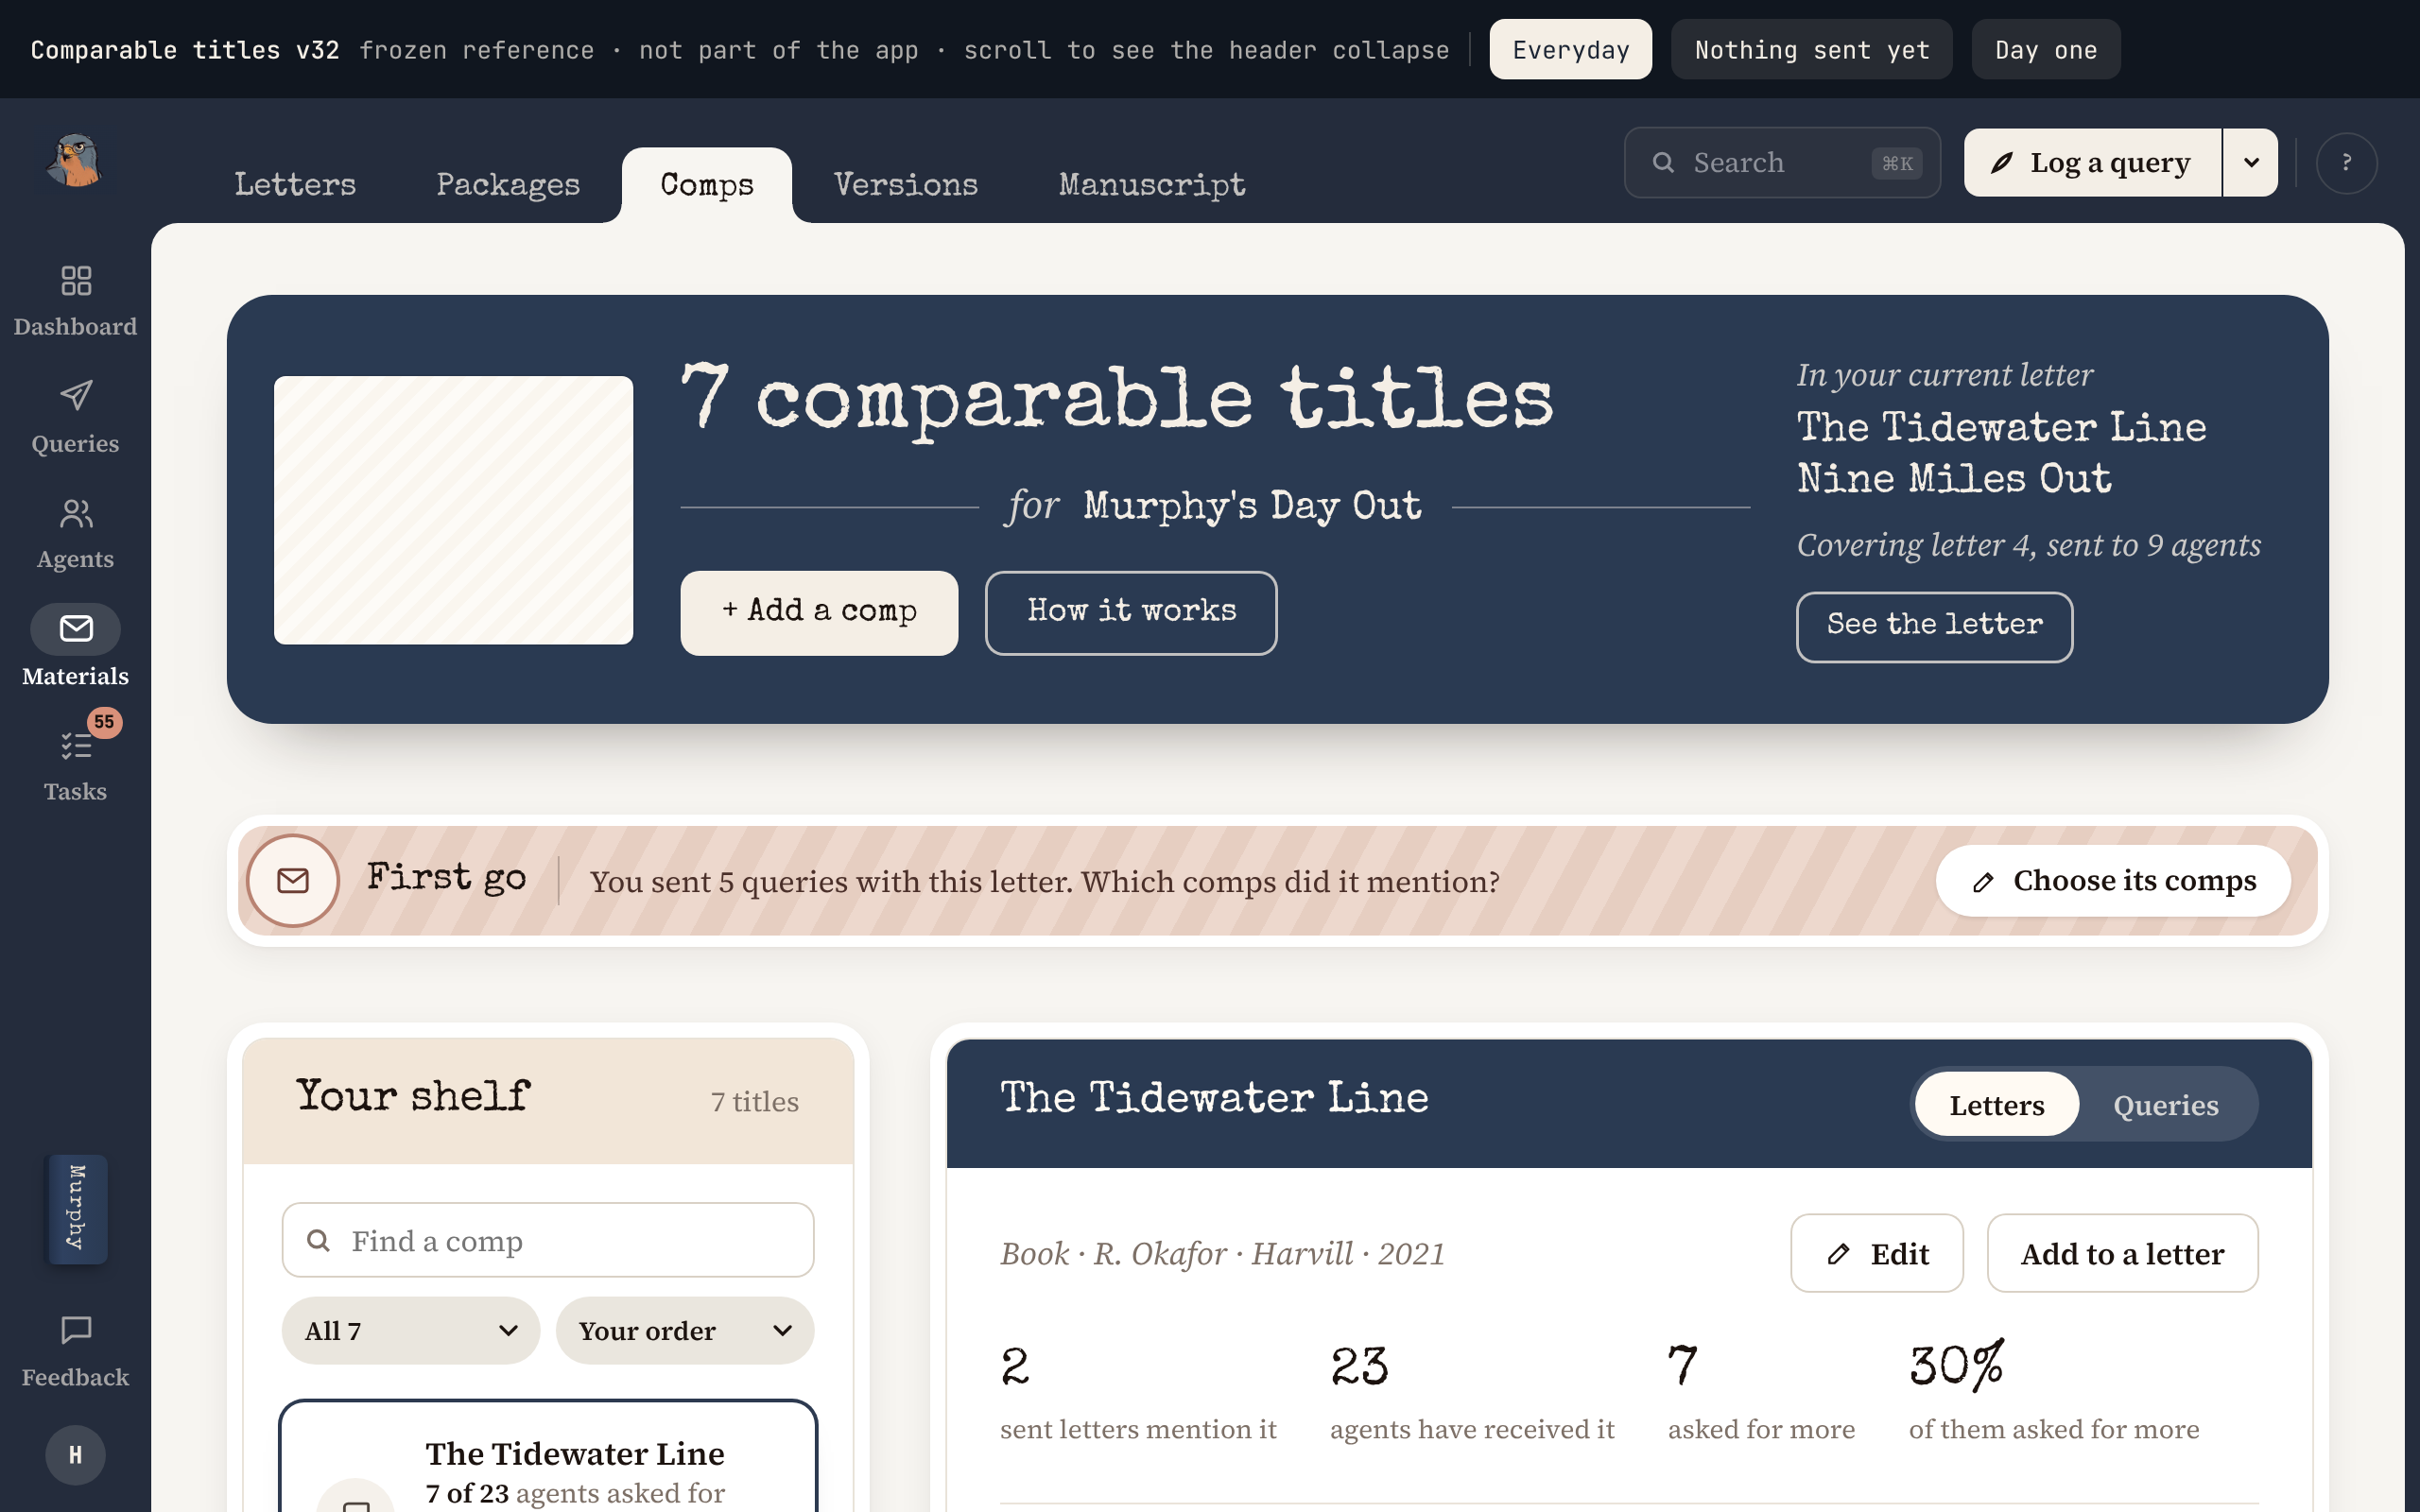 Comparable titles v32 frozen reference · not part of the app · scroll to see the header collapse
Everyday
Nothing sent yet
Day one
Letters
Packages
Comps
Versions
Manuscript
Search
⌘K
Log a query
?
Dashboard
Queries
Agents
Materials
55
Tasks
Murphy
Feedback
H
7 comparable titles
for Murphy's Day Out
+ Add a comp
How it works
In your current letter
The Tidewater Line
Nine Miles Out
Covering letter 4, sent to 9 agents
See the letter
First go
You sent 5 queries with this letter. Which comps did it mention?
Choose its comps
Your shelf
7 titles
Find a comp
All 7
Your order
The Tidewater Line
7 of 23 agents asked for
The Tidewater Line
Letters
Queries
Book · R. Okafor · Harvill · 2021
Edit
Add to a letter
2
sent letters mention it
23
agents have received it
7
asked for more
30%
of them asked for more